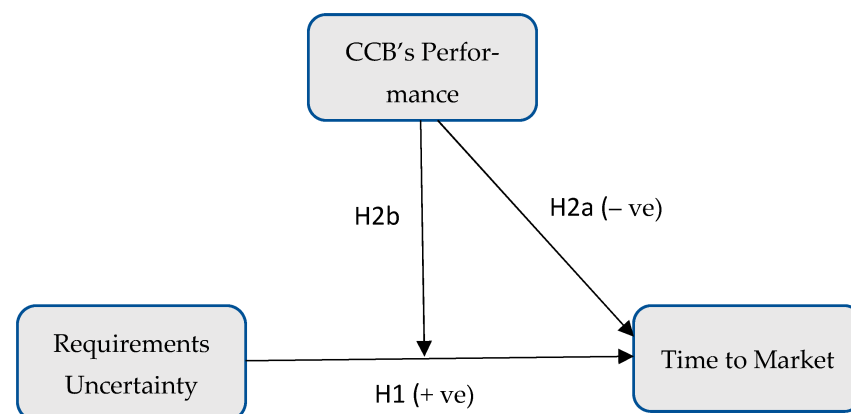 CCB's Perfor-
mance
H2b
H2a (– ve)
Requirements
Uncertainty
Time to Market
H1 (+ ve)